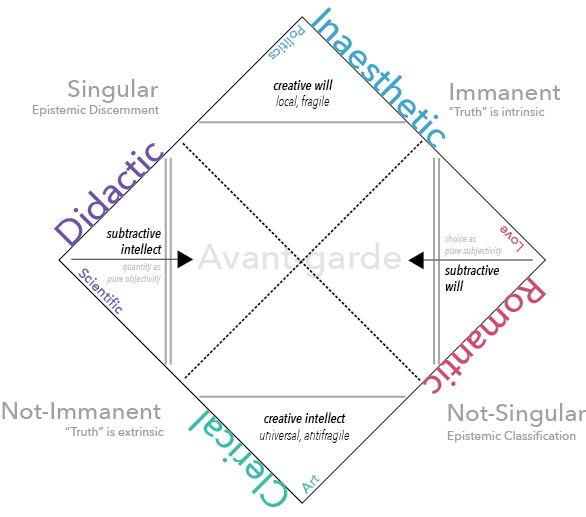 Inaesthetic
Politics
Singular
Epistemic Discernment
creative will
local, fragile
Immanent
“Truth” is intrinsic
Didactic
subtractive
intellect
quantity as
pure objectivity
Scientific
Avant-garde
choice as
pure subjectivity
subtractive
will
Love
Romantic
Not-Immanent
“Truth” is extrinsic
Clerical
creative intellect
universal, antifragile
Art
Not-Singular
Epistemic Classification